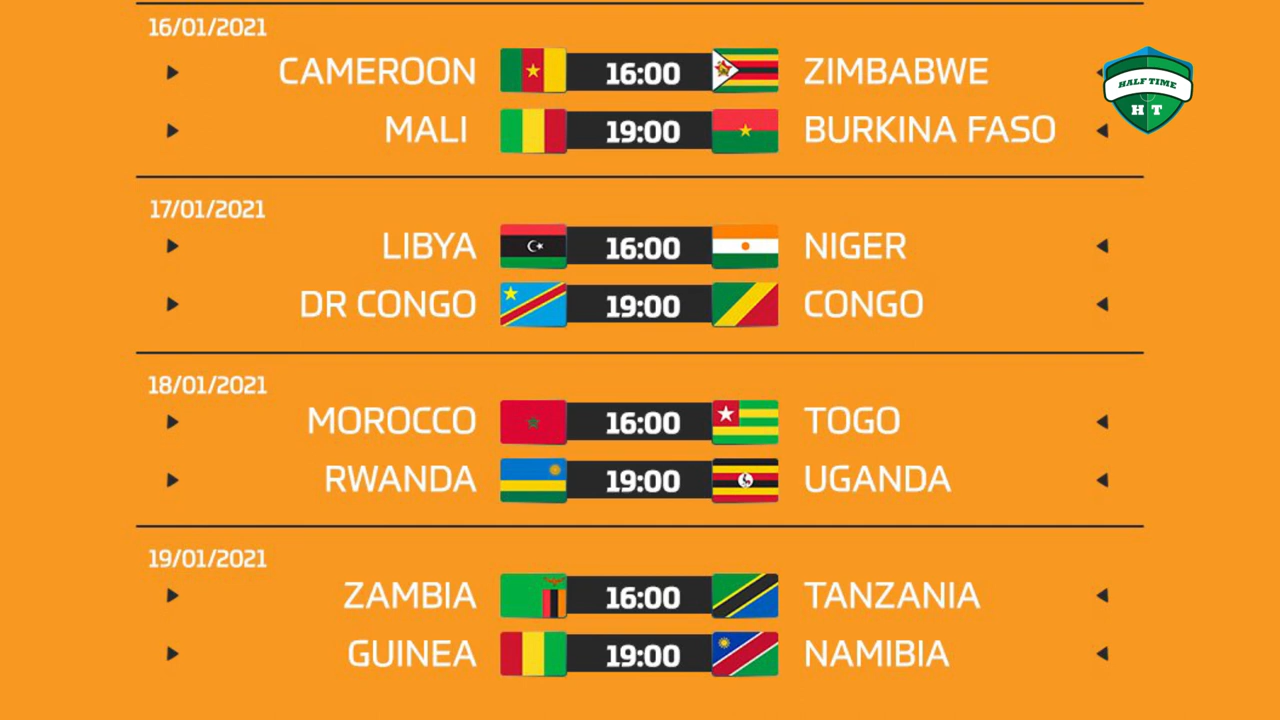 16/01/2021
CAMEROON 16:00 ZIMBABWE
HALF TIME
H T
MALI 19:00 BURKINA FASO
17/01/2021
LIBYA 16:00 NIGER
DR CONGO 19:00 CONGO
18/01/2021
MOROCCO 16:00 TOGO
RWANDA 19:00 UGANDA
19/01/2021
ZAMBIA 16:00 TANZANIA
GUINEA 19:00 NAMIBIA